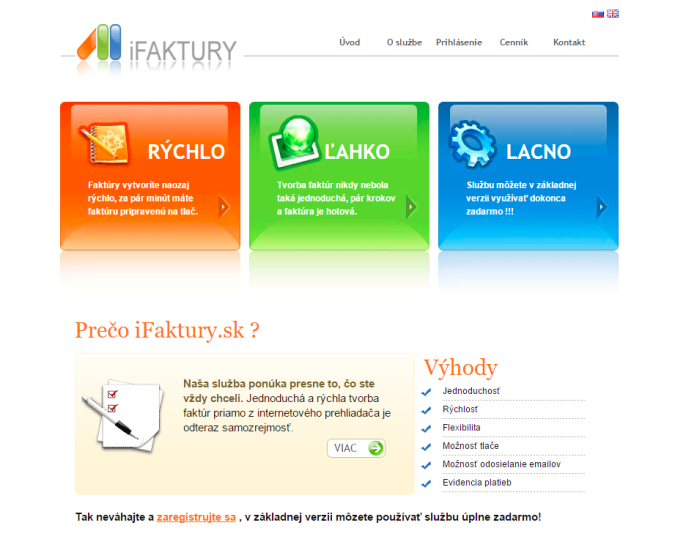 iFAKTURY
Úvod
O službe
Prihlásenie
Cenník
Kontakt
RÝCHLO
Faktúry vytvoríte naozaj
rýchlo, za pár minút máte
faktúru pripravenú na tlač.
ĽAHKO
Tvorba faktúr nikdy nebola
taká jednoduchá, pár krokov
a faktúra je hotová.
LACNO
Službu môžete v základnej
verzii využívať dokonca
zadarmo !!!
Prečo iFaktury.sk ?
Naša služba ponúka presne to, čo ste
vždy chceli. Jednoduchá a rýchla tvorba
faktúr priamo z internetového prehliadača je
odteraz samozrejmosť.
VIAC
Výhody
Jednoduchosť
Rýchlosť
Flexibilita
Možnosť tlače
Možnosť odosielanie emailov
Evidencia platieb
Tak neváhajte a zaregistrujte sa , v základnej verzii môzete používať službu úplne zadarmo!